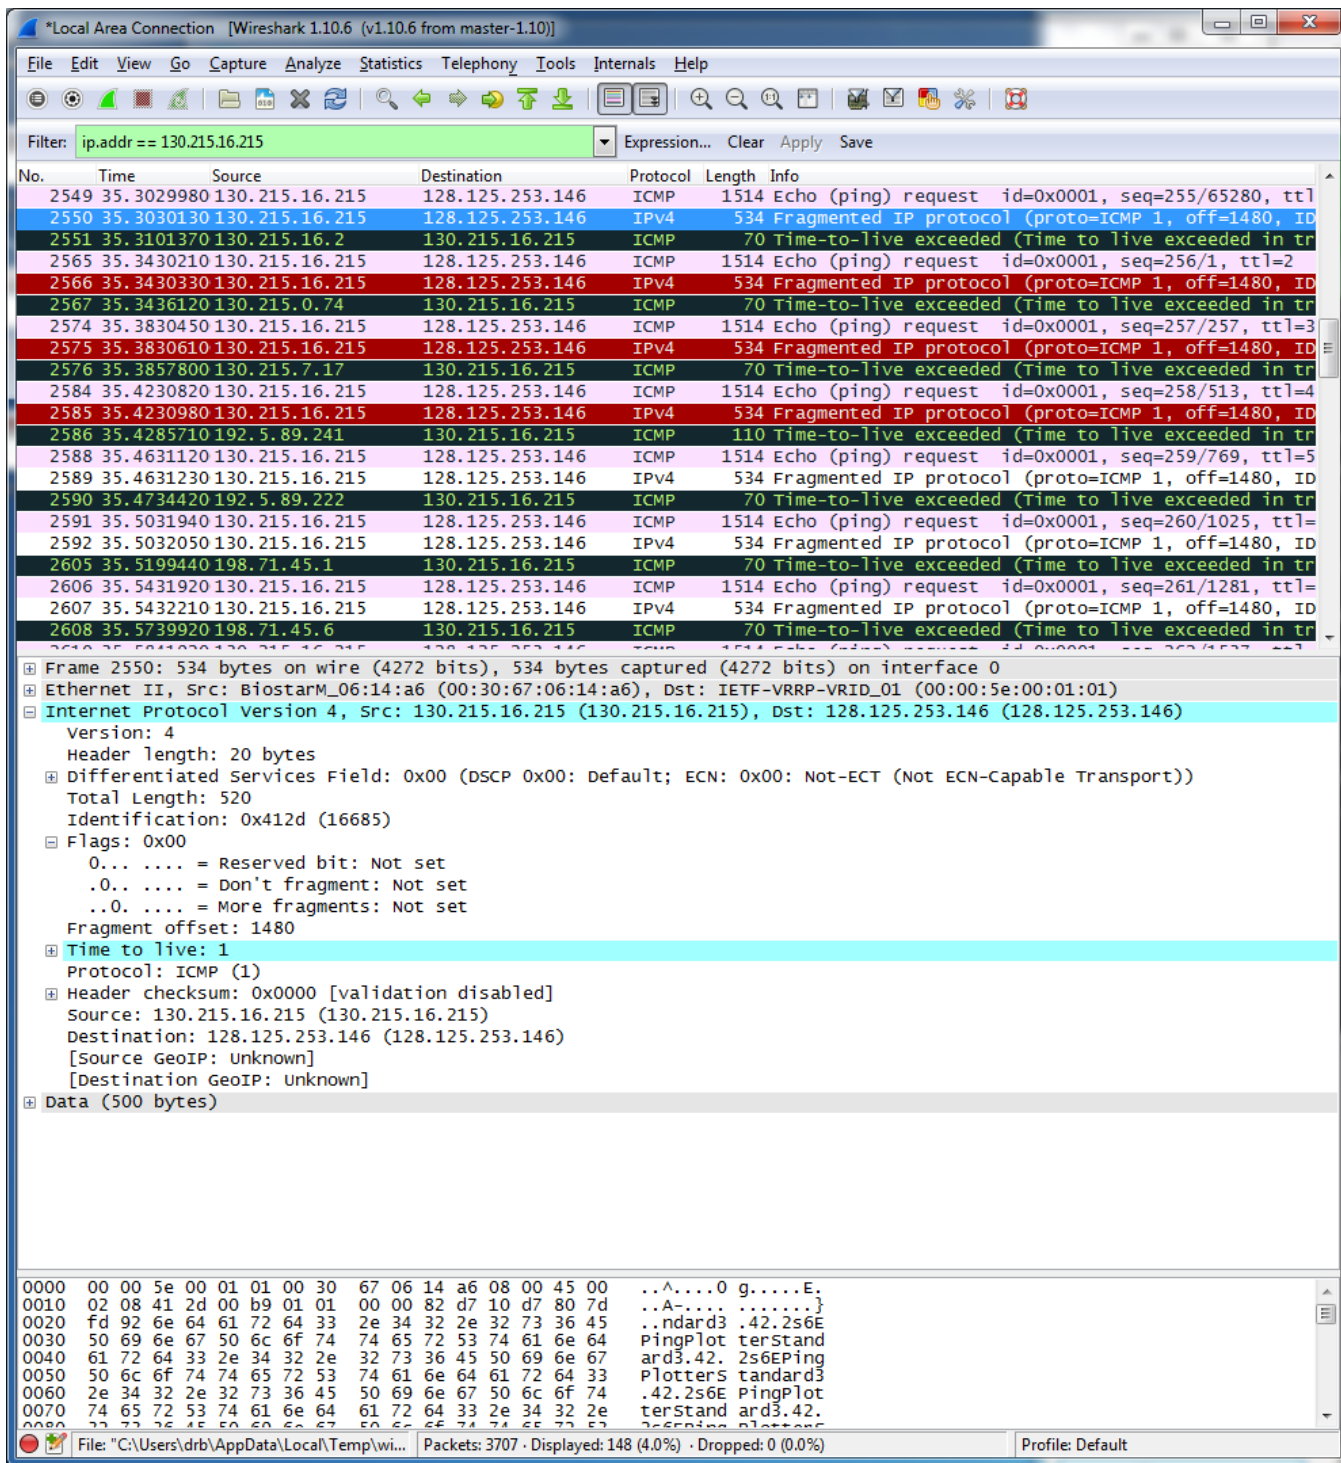 *Local Area Connection [Wireshark 1.10.6 (v1.10.6 from master-1.10)]
File Edit View Go Capture Analyze Statistics Telephony Tools Internals Help
Filter: ip.addr == 130.215.16.215 Expression... Clear Apply Save
No. Time Source Destination Protocol Length Info
2549 35.3029980 130.215.16.215 128.125.253.146 ICMP 1514 Echo (ping) request id=0x0001, seq=255/65280, ttl
2550 35.3030130 130.215.16.215 128.125.253.146 IPv4 534 Fragmented IP protocol (proto=ICMP 1, off=1480, ID
2551 35.3101370 130.215.16.2 130.215.16.215 ICMP 70 Time-to-live exceeded (Time to live exceeded in tr
2565 35.3430210 130.215.16.215 128.125.253.146 ICMP 1514 Echo (ping) request id=0x0001, seq=256/1, ttl=2
2566 35.3430330 130.215.16.215 128.125.253.146 IPv4 534 Fragmented IP protocol (proto=ICMP 1, off=1480, ID
2567 35.3436120 130.215.0.74 130.215.16.215 ICMP 70 Time-to-live exceeded (Time to live exceeded in tr
2574 35.3830450 130.215.16.215 128.125.253.146 ICMP 1514 Echo (ping) request id=0x0001, seq=257/257, ttl=3
2575 35.3830610 130.215.16.215 128.125.253.146 IPv4 534 Fragmented IP protocol (proto=ICMP 1, off=1480, ID
2576 35.3857800 130.215.7.17 130.215.16.215 ICMP 70 Time-to-live exceeded (Time to live exceeded in tr
2584 35.4230820 130.215.16.215 128.125.253.146 ICMP 1514 Echo (ping) request id=0x0001, seq=258/513, ttl=4
2585 35.4230980 130.215.16.215 128.125.253.146 IPv4 534 Fragmented IP protocol (proto=ICMP 1, off=1480, ID
2586 35.4285710 192.5.89.241 130.215.16.215 ICMP 110 Time-to-live exceeded (Time to live exceeded in tr
2588 35.4631120 130.215.16.215 128.125.253.146 ICMP 1514 Echo (ping) request id=0x0001, seq=259/769, ttl=5
2589 35.4631230 130.215.16.215 128.125.253.146 IPv4 534 Fragmented IP protocol (proto=ICMP 1, off=1480, ID
2590 35.4734420 192.5.89.222 130.215.16.215 ICMP 70 Time-to-live exceeded (Time to live exceeded in tr
2591 35.5031940 130.215.16.215 128.125.253.146 ICMP 1514 Echo (ping) request id=0x0001, seq=260/1025, ttl=
2592 35.5032050 130.215.16.215 128.125.253.146 IPv4 534 Fragmented IP protocol (proto=ICMP 1, off=1480, ID
2605 35.5199440 198.71.45.1 130.215.16.215 ICMP 70 Time-to-live exceeded (Time to live exceeded in tr
2606 35.5431920 130.215.16.215 128.125.253.146 ICMP 1514 Echo (ping) request id=0x0001, seq=261/1281, ttl=
2607 35.5432210 130.215.16.215 128.125.253.146 IPv4 534 Fragmented IP protocol (proto=ICMP 1, off=1480, ID
2608 35.5739920 198.71.45.6 130.215.16.215 ICMP 70 Time-to-live exceeded (Time to live exceeded in tr
Frame 2550: 534 bytes on wire (4272 bits), 534 bytes captured (4272 bits) on interface 0
Ethernet II, Src: BiostarM_06:14:a6 (00:30:67:06:14:a6), Dst: IETF-VRRP-VRID_01 (00:00:5e:00:01:01)
Internet Protocol Version 4, Src: 130.215.16.215 (130.215.16.215), Dst: 128.125.253.146 (128.125.253.146)
Version: 4
Header length: 20 bytes
Differentiated Services Field: 0x00 (DSCP 0x00: Default; ECN: 0x00: Not-ECT (Not ECN-Capable Transport))
Total Length: 520
Identification: 0x412d (16685)
Flags: 0x00
0... .... = Reserved bit: Not set
.0.. .... = Don't fragment: Not set
..0. .... = More fragments: Not set
Fragment offset: 1480
Time to live: 1
Protocol: ICMP (1)
Header checksum: 0x0000 [validation disabled]
Source: 130.215.16.215 (130.215.16.215)
Destination: 128.125.253.146 (128.125.253.146)
[Source GeoIP: Unknown]
[Destination GeoIP: Unknown]
Data (500 bytes)
0000 00 00 5e 00 01 01 00 30 67 06 14 a6 08 00 45 00 ..^....0 g.....E.
0010 02 08 41 2d 00 b9 01 01 00 00 82 d7 10 d7 80 7d ..A-.... .......}
0020 fd 92 6e 64 61 72 64 33 2e 34 32 2e 32 73 36 45 ..ndard3 .42.2s6E
0030 50 69 6e 67 50 6c 6f 74 74 65 72 53 74 61 6e 64 PingPlot terStand
0040 61 72 64 33 2e 34 32 2e 32 73 36 45 50 69 6e 67 ard3.42. 2s6EPing
0050 50 6c 6f 74 74 65 72 53 74 61 6e 64 61 72 64 33 PlotterS tandard3
0060 2e 34 32 2e 32 73 36 45 50 69 6e 67 50 6c 6f 74 .42.2s6E PingPlot
0070 74 65 72 53 74 61 6e 64 61 72 64 33 2e 34 32 2e terStand ard3.42.
File: "C:\Users\drb\AppData\Local\Temp\wi... Packets: 3707 · Displayed: 148 (4.0%) · Dropped: 0 (0.0%) Profile: Default